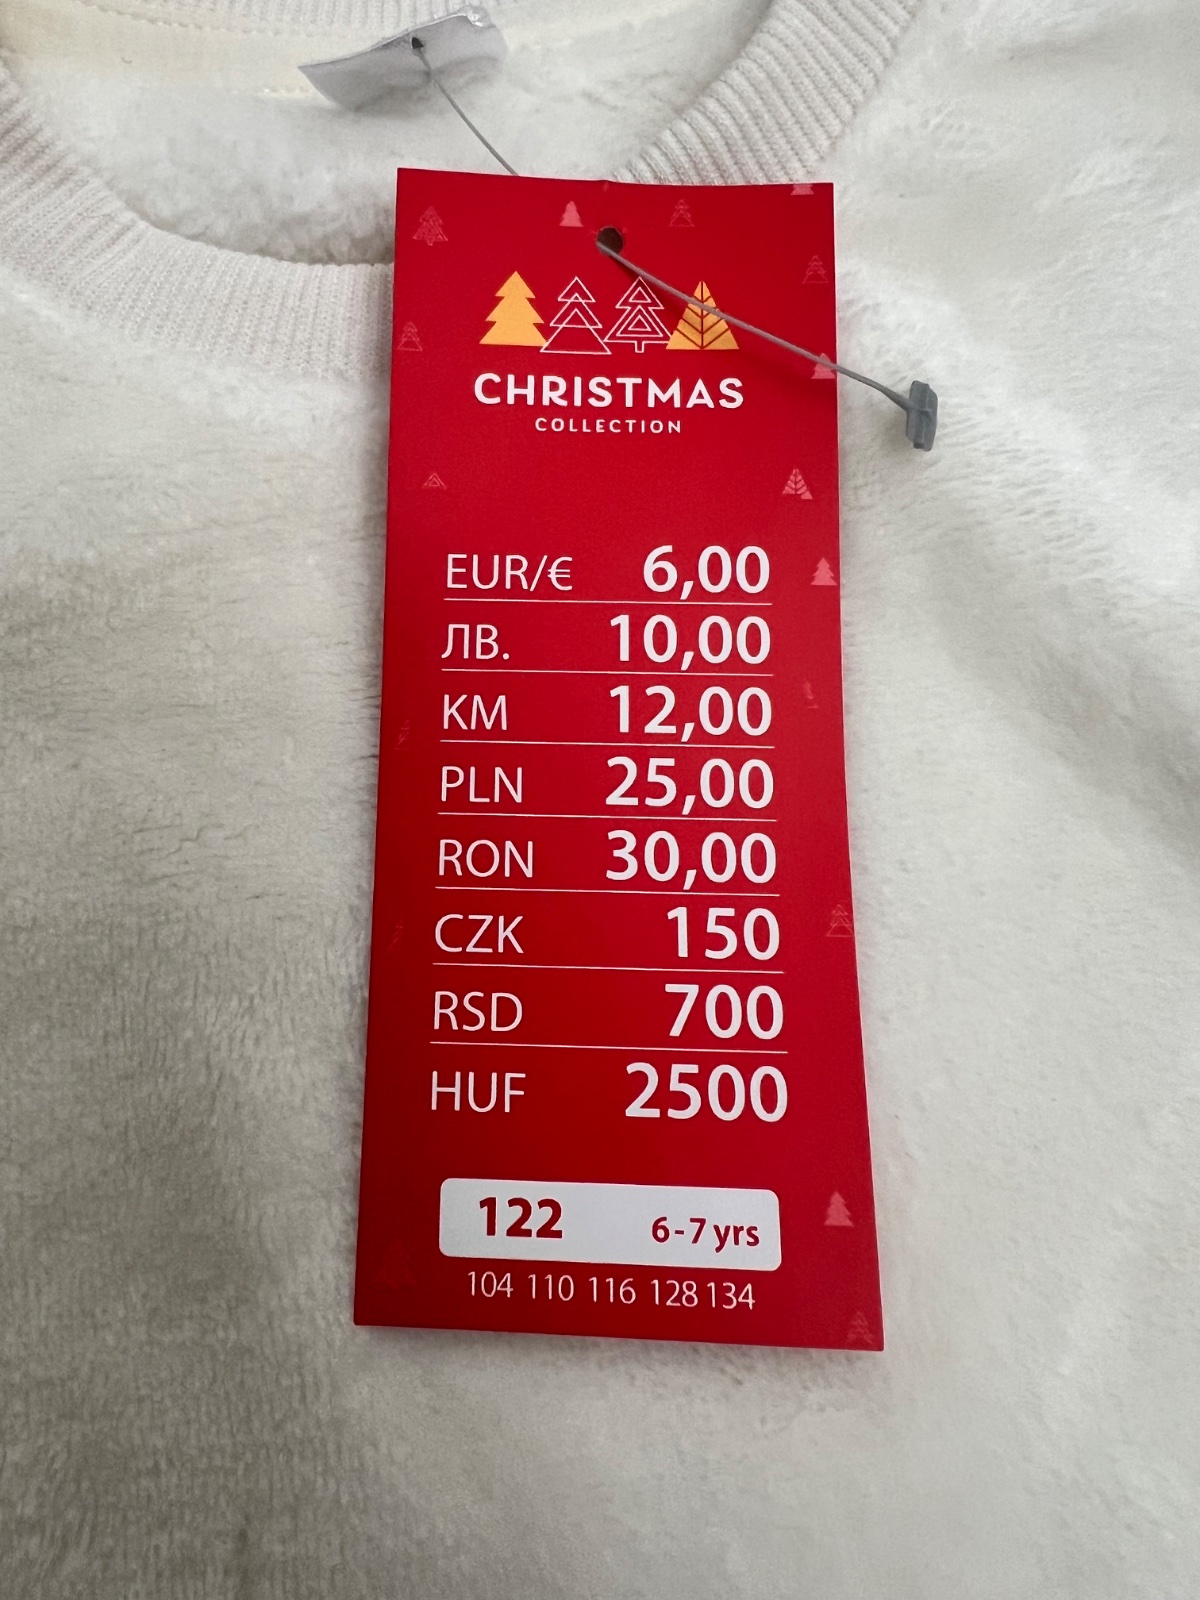 CHRISTMAS
COLLECTION
EUR/€ 6,00
ЛВ. 10,00
KM 12,00
PLN 25,00
RON 30,00
CZK 150
RSD 700
HUF 2500
122 6-7 yrs
104 110 116 128 134